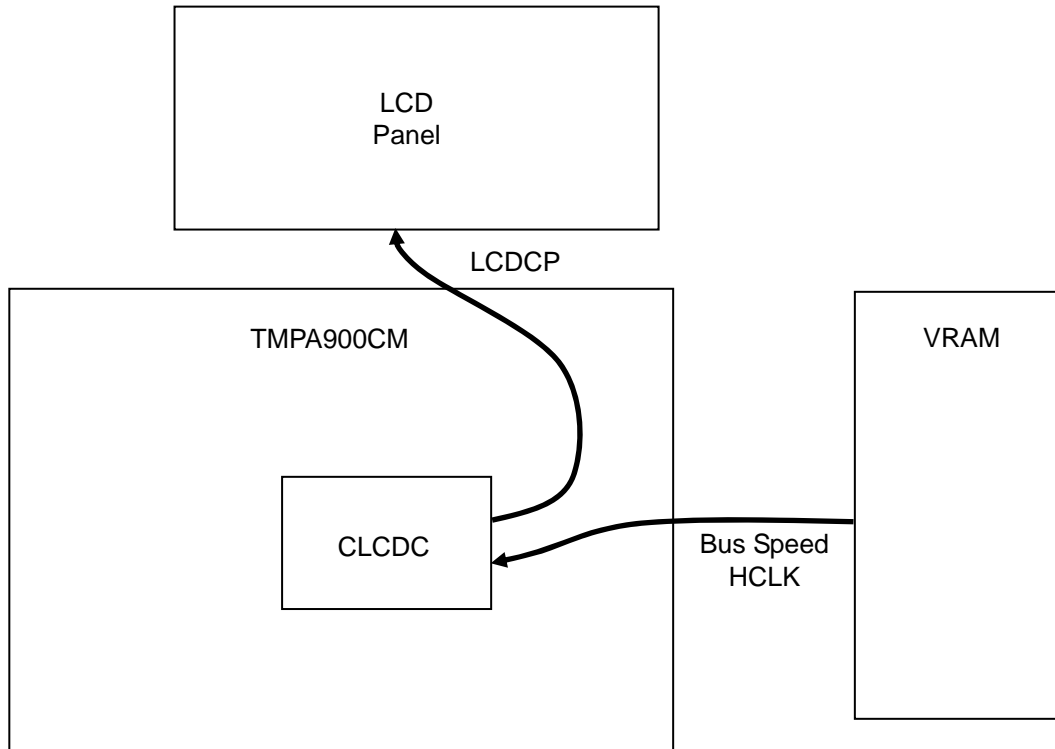 LCD
Panel
LCDCP
TMPA900CM
VRAM
CLCDC
Bus Speed
HCLK